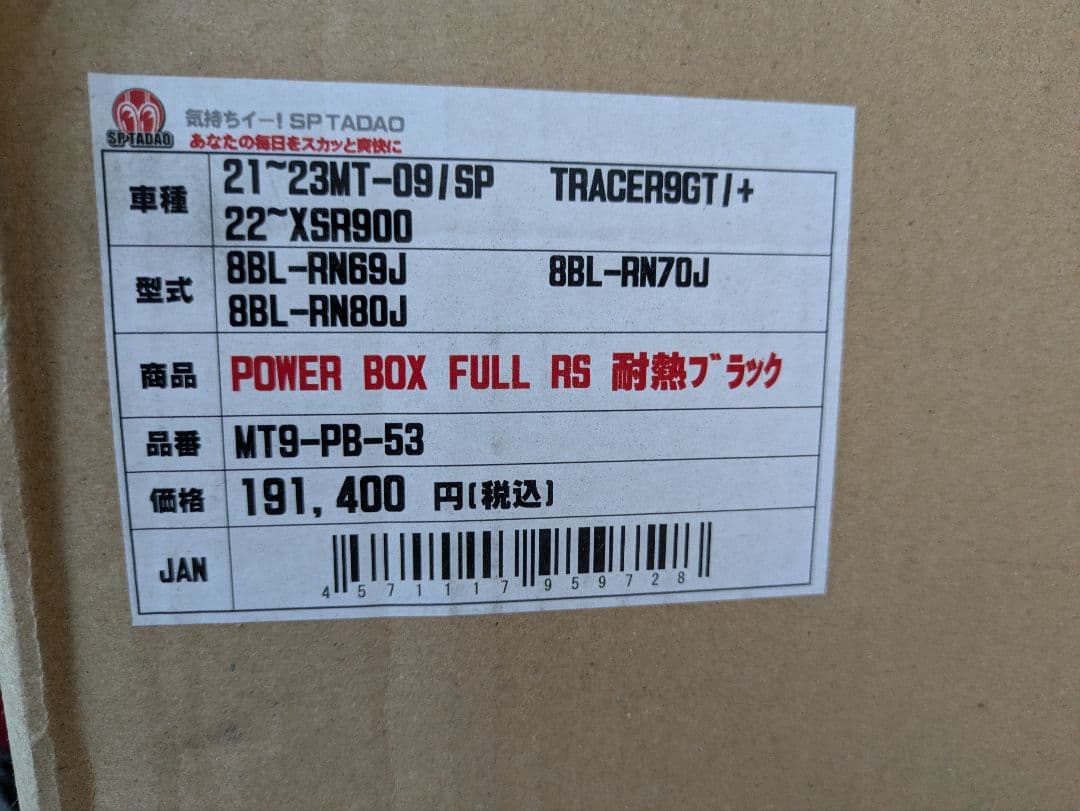 SP TADAO
気持ちイー! SP TADAO
あなたの毎日をスカッと爽快に
車種 21~23MT-09/SP TRACER9GT/+
22~XSR900
型式 8BL-RN69J 8BL-RN70J
8BL-RN80J
商品 POWER BOX FULL RS 耐熱ブラック
品番 MT9-PB-53
価格 191,400 円(税込)
JAN
4571117959728